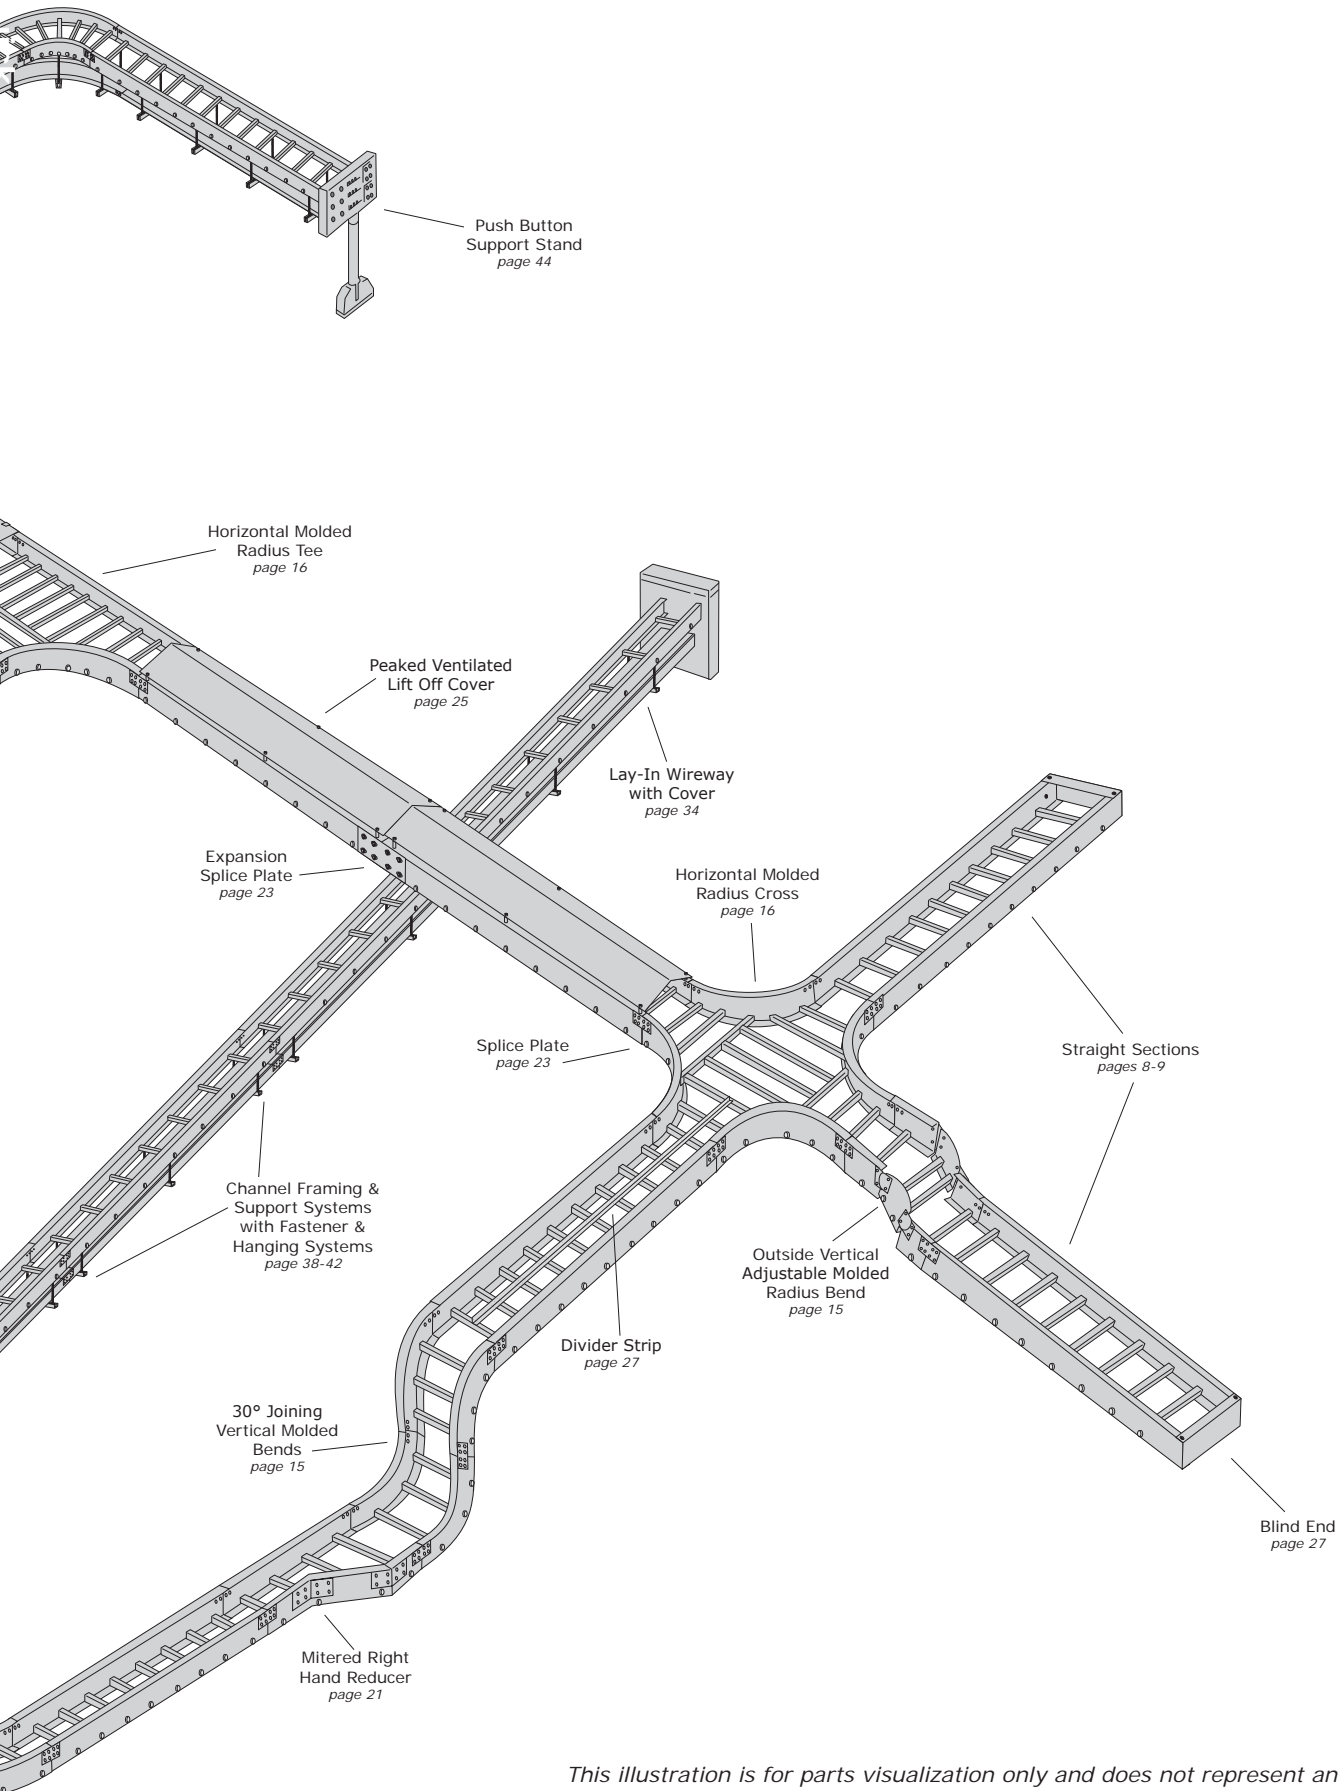 Push Button
Support Stand
page 44
Horizontal Molded
Radius Tee
page 16
Peaked Ventilated
Lift Off Cover
page 25
Lay-In Wireway
with Cover
page 34
Expansion
Splice Plate
page 23
Horizontal Molded
Radius Cross
page 16
Splice Plate
page 23
Straight Sections
pages 8-9
Channel Framing &
Support Systems
with Fastener &
Hanging Systems
page 38-42
Outside Vertical
Adjustable Molded
Radius Bend
page 15
Divider Strip
page 27
30° Joining
Vertical Molded
Bends
page 15
Blind End
page 27
Mitered Right
Hand Reducer
page 21
This illustration is for parts visualization only and does not represent an